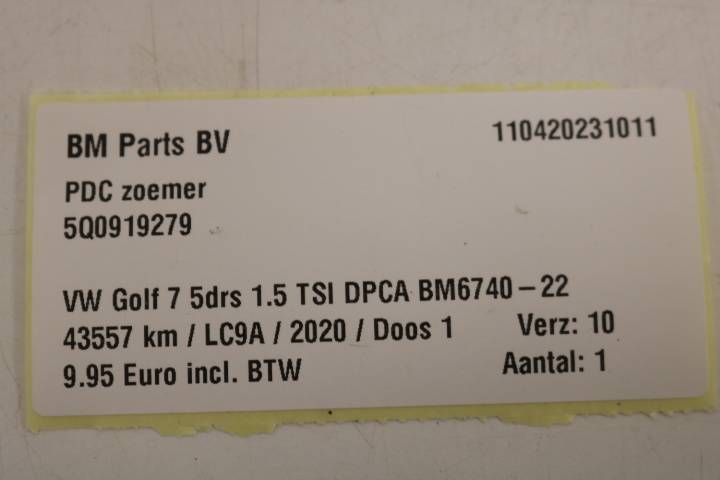 BM Parts BV 110420231011
PDC zoemer
5Q0919279
VW Golf 7 5drs 1.5 TSI DPCA BM6740-22
43557 km / LC9A / 2020 / Doos 1 Verz: 10
9.95 Euro incl. BTW Aantal: 1